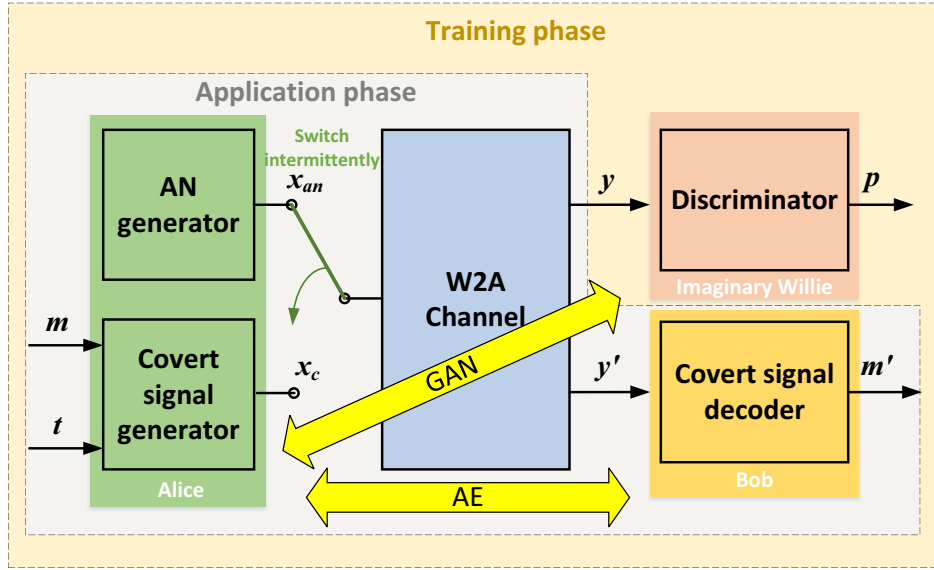 Training phase
Application phase
Switch
intermittently
AN
generator
x_an
y
Discriminator
p
Imaginary Willie
W2A
Channel
m
Covert
signal
generator
t
x_c
GAN
y′
Covert signal
decoder
m′
Alice
AE
Bob